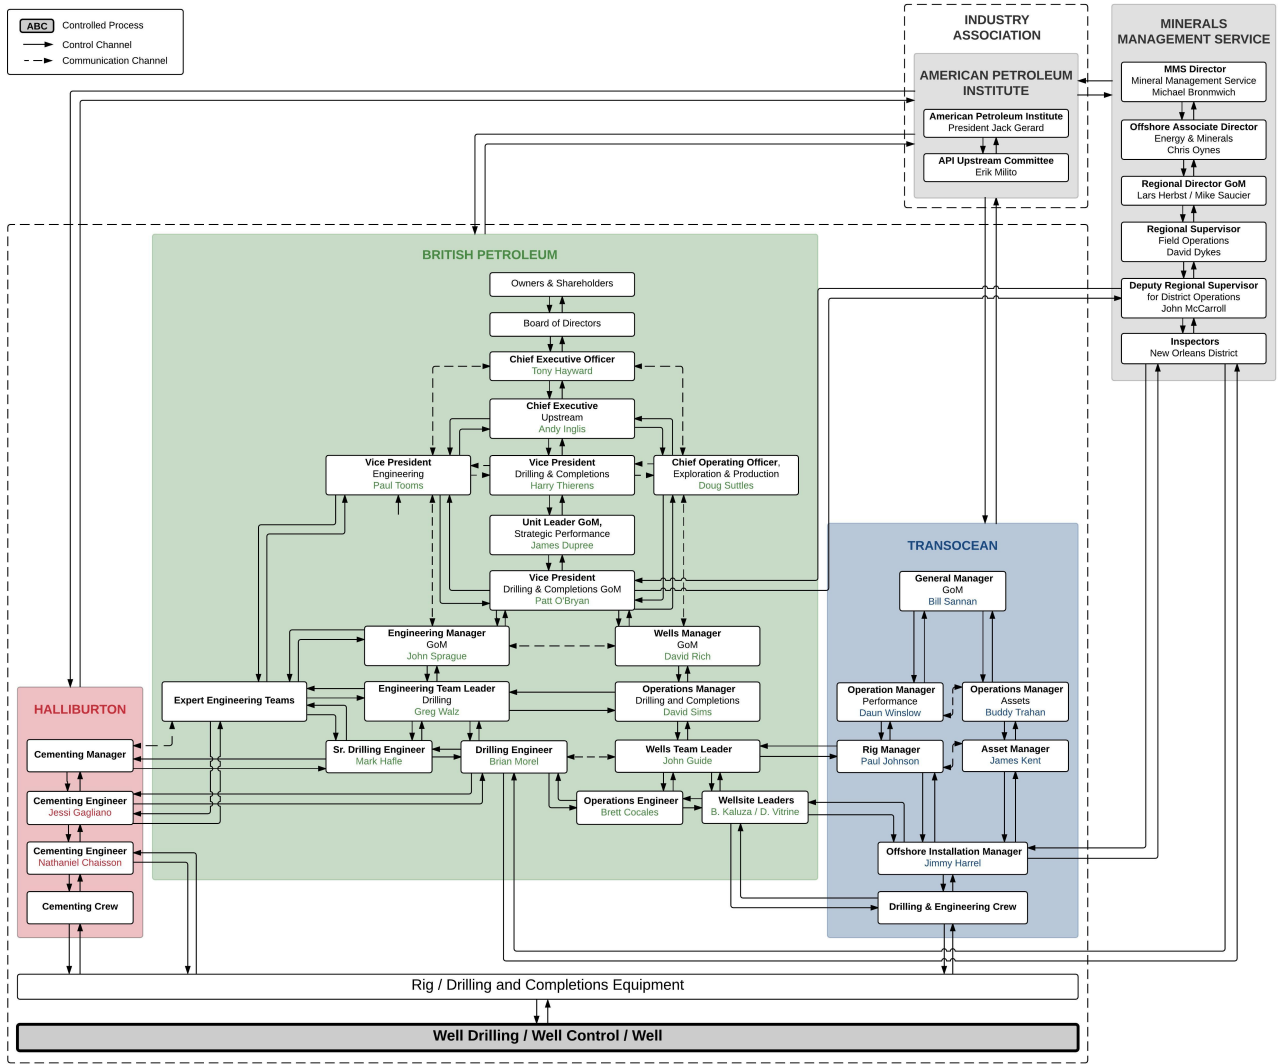 ABC
Controlled Process
Control Channel
Communication Channel
INDUSTRY
ASSOCIATION
AMERICAN PETROLEUM
INSTITUTE
American Petroleum Institute
President Jack Gerard
API Upstream Committee
Erik Milito
MINERALS
MANAGEMENT SERVICE
MMS Director
Mineral Management Service
Michael Bronmwich
Offshore Associate Director
Energy & Minerals
Chris Oynes
Regional Director GoM
Lars Herbst / Mike Saucier
Regional Supervisor
Field Operations
David Dykes
Deputy Regional Supervisor
for District Operations
John McCarroll
Inspectors
New Orleans District
BRITISH PETROLEUM
Owners & Shareholders
Board of Directors
Chief Executive Officer
Tony Hayward
Chief Executive
Upstream
Andy Inglis
Vice President
Engineering
Paul Tooms
Vice President
Drilling & Completions
Harry Thierens
Chief Operating Officer,
Exploration & Production
Doug Suttles
Unit Leader GoM,
Strategic Performance
James Dupree
Vice President
Drilling & Completions GoM
Patt O'Bryan
Engineering Manager
GoM
John Sprague
Wells Manager
GoM
David Rich
Expert Engineering Teams
Engineering Team Leader
Drilling
Greg Walz
Operations Manager
Drilling and Completions
David Sims
Sr. Drilling Engineer
Mark Hafle
Drilling Engineer
Brian Morel
Wells Team Leader
John Guide
Operations Engineer
Brett Cocales
Wellsite Leaders
B. Kaluza / D. Vitrine
TRANSOCEAN
General Manager
GoM
Bill Sannan
Operation Manager
Performance
Daun Winslow
Operations Manager
Assets
Buddy Trahan
Rig Manager
Paul Johnson
Asset Manager
James Kent
Offshore Installation Manager
Jimmy Harrel
Drilling & Engineering Crew
HALLIBURTON
Cementing Manager
Cementing Engineer
Jessi Gagliano
Cementing Engineer
Nathaniel Chaisson
Cementing Crew
Rig / Drilling and Completions Equipment
Well Drilling / Well Control / Well